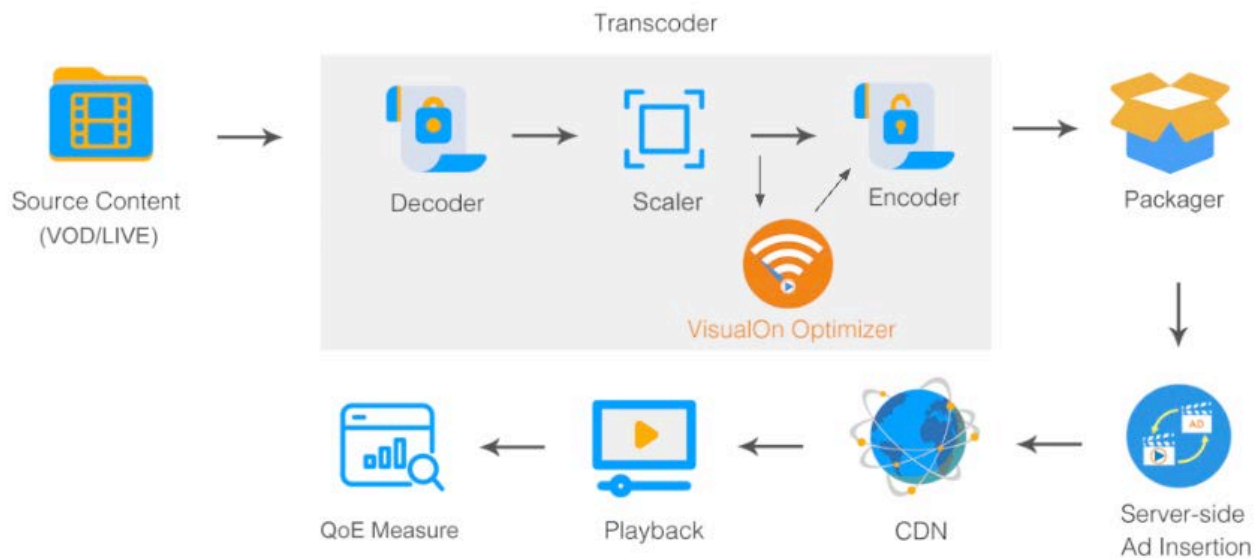 Transcoder
Source Content
(VOD/LIVE)
Decoder
Scaler
Encoder
Packager
VisualOn Optimizer
AD
QoE Measure
Playback
CDN
Server-side
Ad Insertion